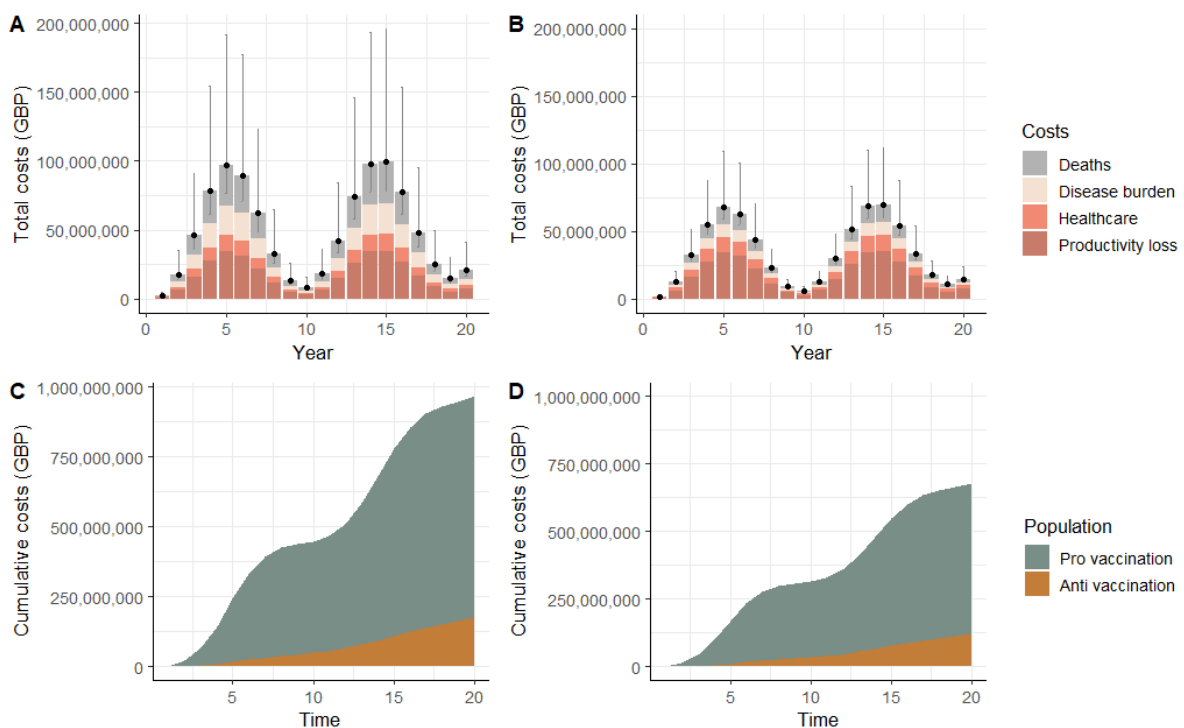 A
Total costs (GBP)
200,000,000
150,000,000
100,000,000
50,000,000
0
0 5 10 15 20
Year
B
Total costs (GBP)
200,000,000
150,000,000
100,000,000
50,000,000
0
0 5 10 15 20
Year
Costs
Deaths
Disease burden
Healthcare
Productivity loss
C
Cumulative costs (GBP)
1,000,000,000
750,000,000
500,000,000
250,000,000
0
5 10 15 20
Time
D
Cumulative costs (GBP)
1,000,000,000
750,000,000
500,000,000
250,000,000
0
5 10 15 20
Time
Population
Pro vaccination
Anti vaccination